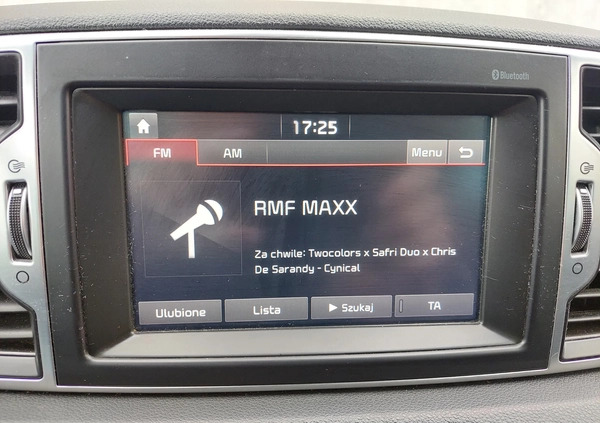 Bluetooth
17:25
FM AM Menu
RMF MAXX
Za chwile: Twocolors x Safri Duo x Chris
De Sarandy - Cynical
Ulubione Lista Szukaj TA